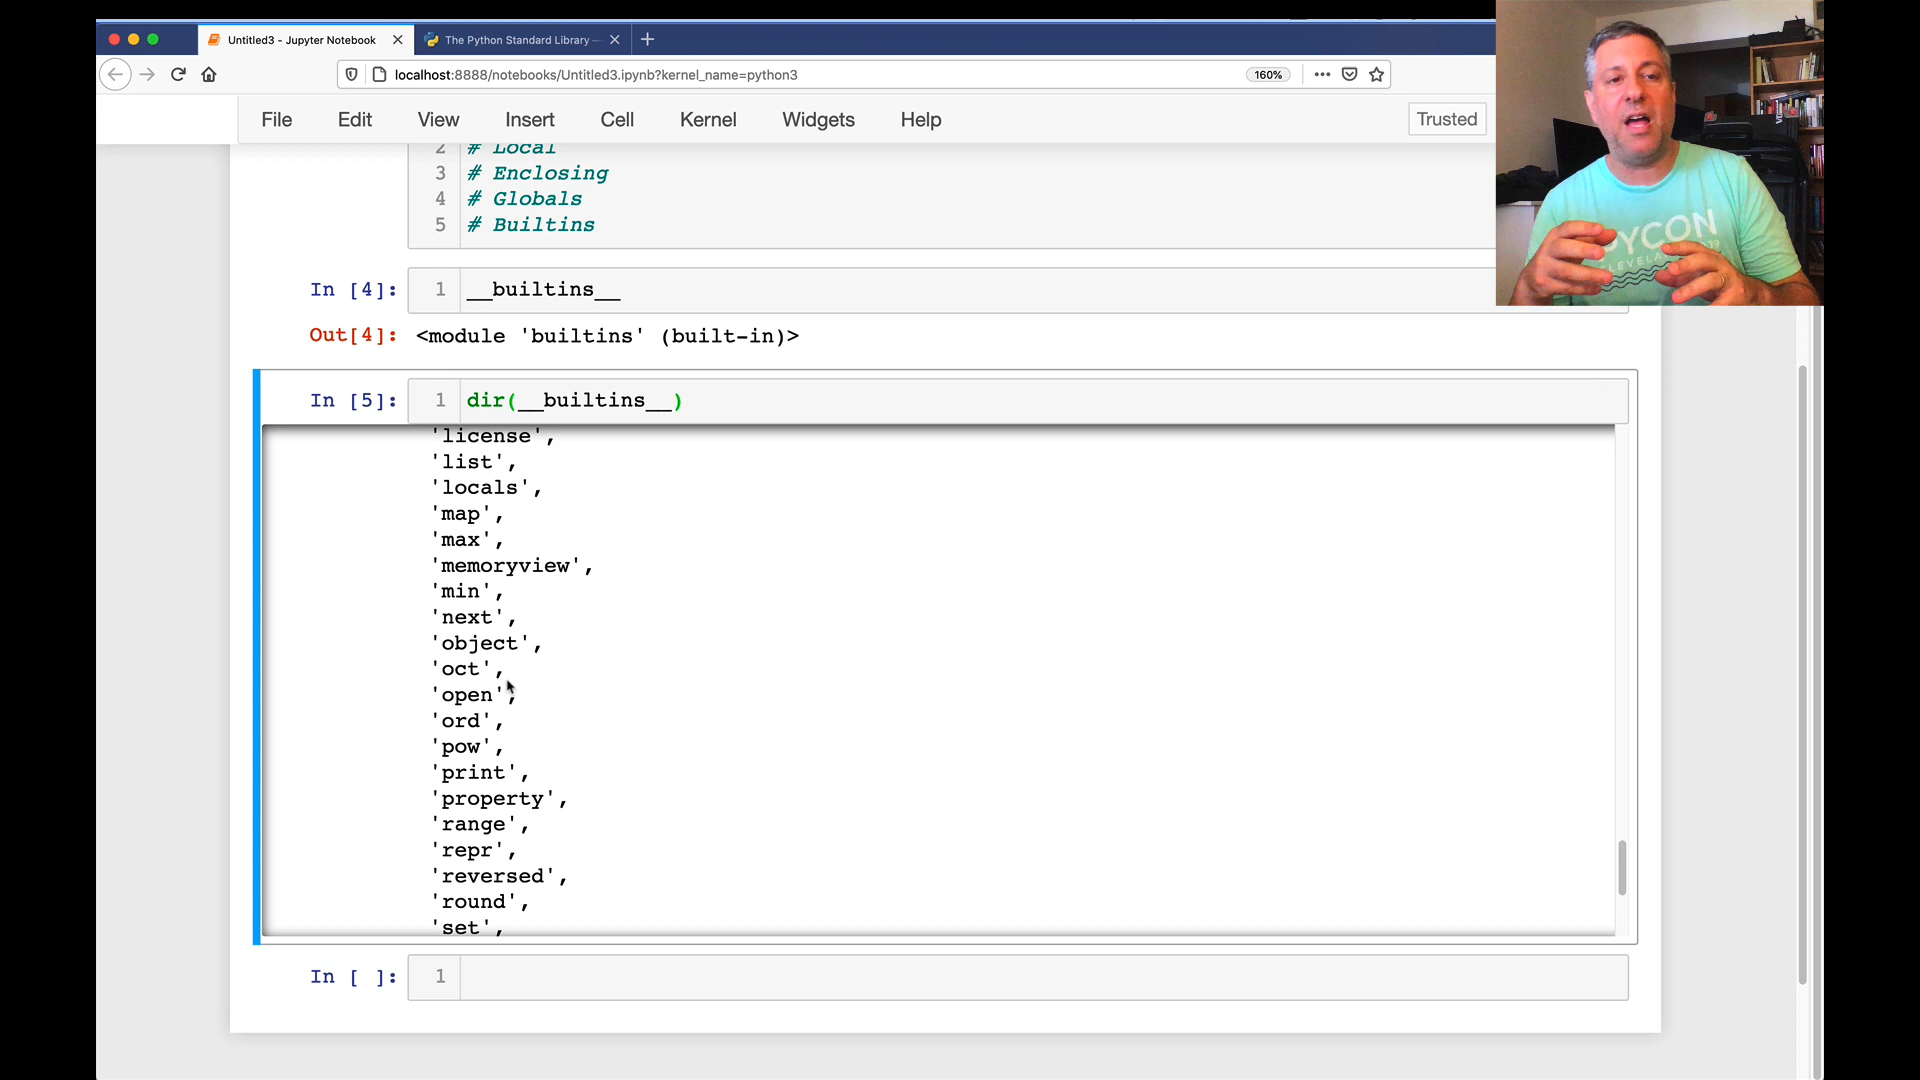 Untitled3 - Jupyter Notebook
The Python Standard Library —
localhost:8888/notebooks/Untitled3.ipynb?kernel_name=python3
160%
File Edit View Insert Cell Kernel Widgets Help
Trusted
2 # Local
3 # Enclosing
4 # Globals
5 # Builtins
PYCON
CLEVELA
In [4]: 1 __builtins__
Out[4]: <module 'builtins' (built-in)>
In [5]: 1 dir(__builtins__)
'license',
'list',
'locals',
'map',
'max',
'memoryview',
'min',
'next',
'object',
'oct',
'open',
'ord',
'pow',
'print',
'property',
'range',
'repr',
'reversed',
'round',
'set',
In [ ]: 1